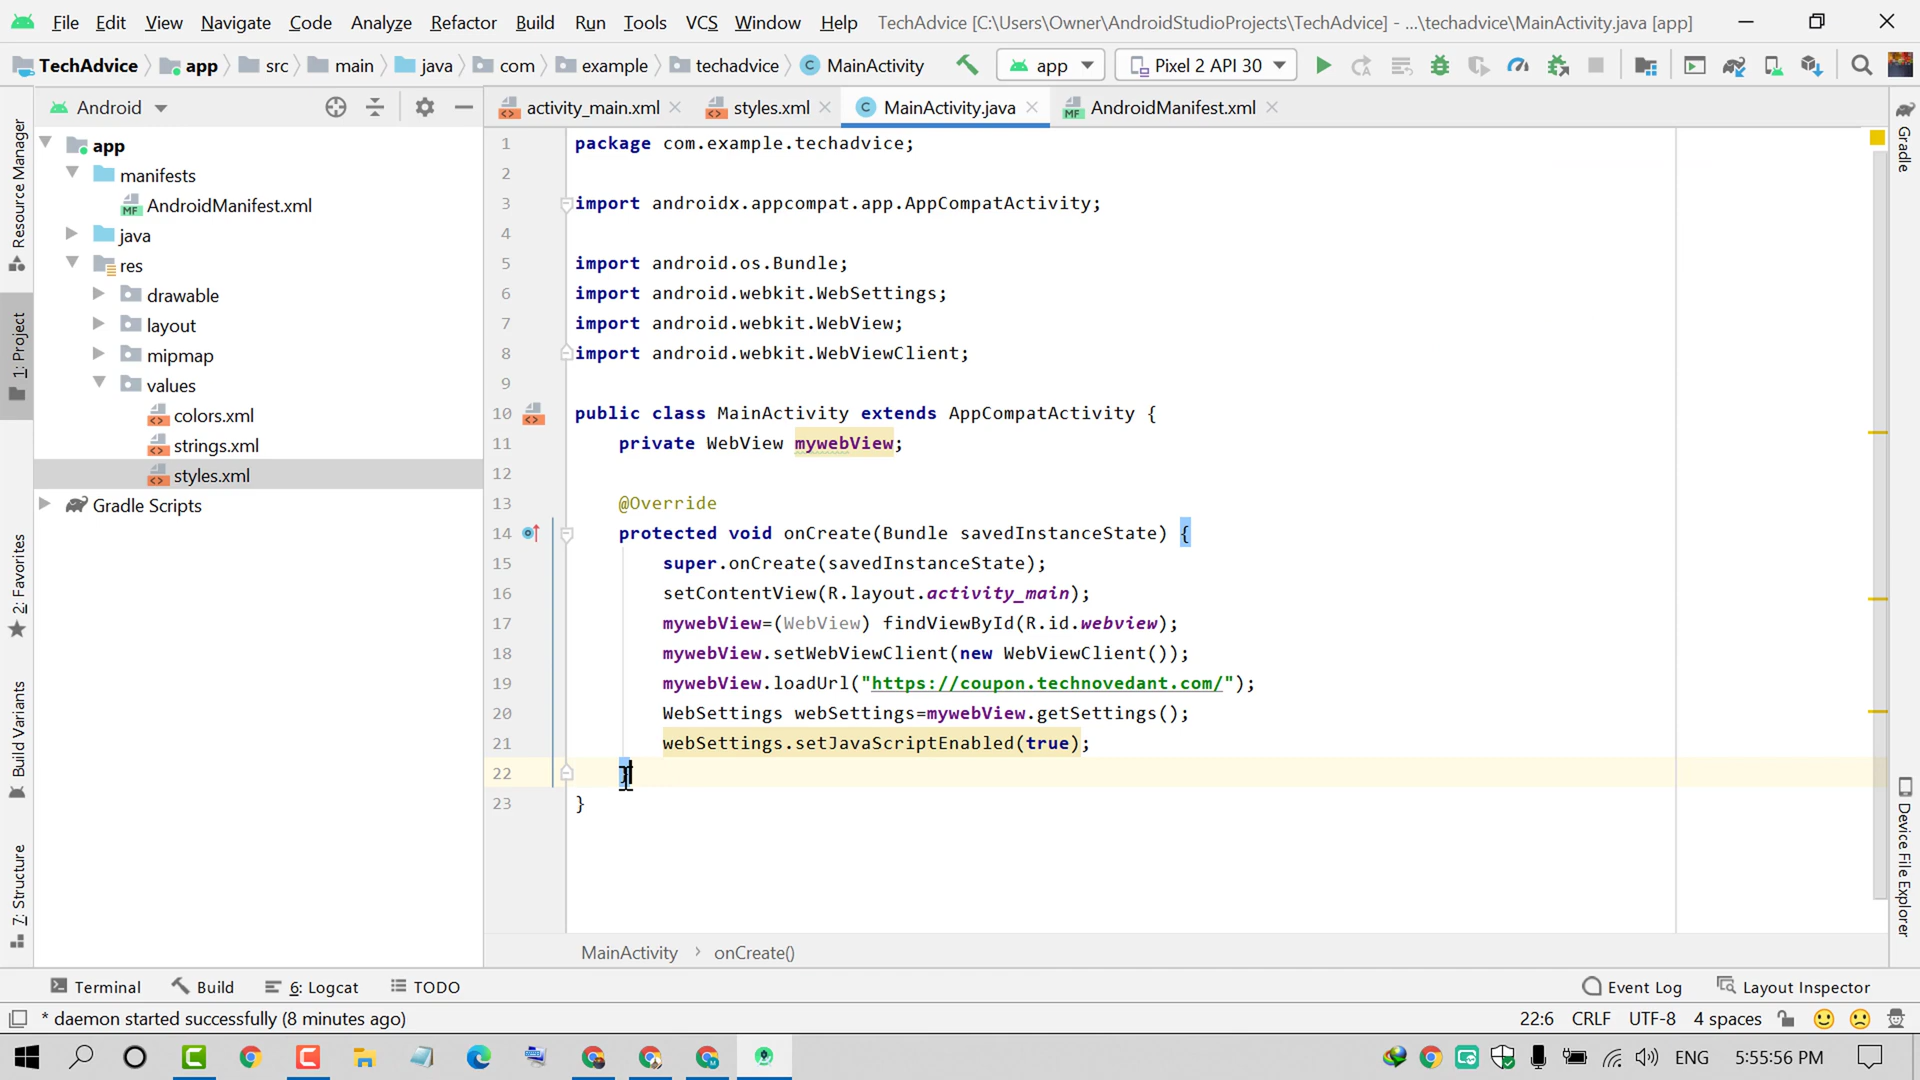 File Edit View Navigate Code Analyze Refactor Build Run Tools VCS Window Help TechAdvice [C:\Users\Owner\AndroidStudioProjects\TechAdvice] - ...\techadvice\MainActivity.java [app]
TechAdvice app src main java com example techadvice MainActivity app Pixel 2 API 30
Android
activity_main.xml styles.xml MainActivity.java AndroidManifest.xml
Resource Manager
1: Project
2: Favorites
Build Variants
7: Structure
app
manifests
AndroidManifest.xml
java
res
drawable
layout
mipmap
values
colors.xml
strings.xml
styles.xml
Gradle Scripts
1 package com.example.techadvice;
2
3 import androidx.appcompat.app.AppCompatActivity;
4
5 import android.os.Bundle;
6 import android.webkit.WebSettings;
7 import android.webkit.WebView;
8 import android.webkit.WebViewClient;
9
10 public class MainActivity extends AppCompatActivity {
11 private WebView mywebView;
12
13 @Override
14 protected void onCreate(Bundle savedInstanceState) {
15 super.onCreate(savedInstanceState);
16 setContentView(R.layout.activity_main);
17 mywebView=(WebView) findViewById(R.id.webview);
18 mywebView.setWebViewClient(new WebViewClient());
19 mywebView.loadUrl("https://coupon.technovedant.com/");
20 WebSettings webSettings=mywebView.getSettings();
21 webSettings.setJavaScriptEnabled(true);
22 }
23 }
Gradle
Device File Explorer
MainActivity › onCreate()
Terminal Build 6: Logcat TODO Event Log Layout Inspector
* daemon started successfully (8 minutes ago) 22:6 CRLF UTF-8 4 spaces
ENG 5:55:56 PM